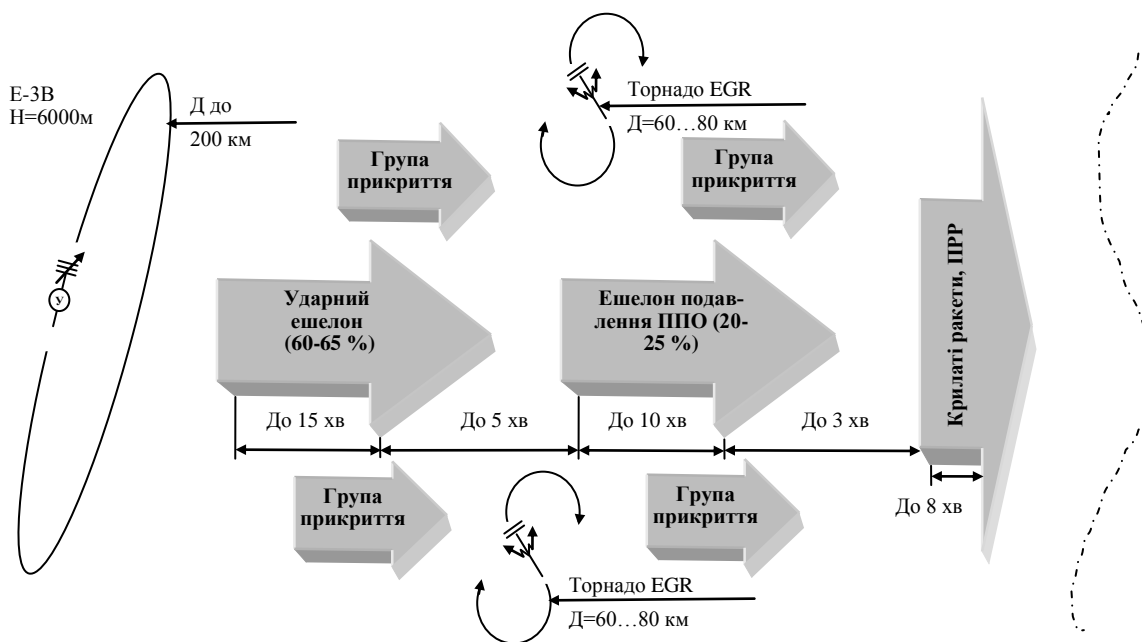 Е-3В
Н=6000м
Д до
200 км
Торнадо EGR
Д=60…80 км
Група
прикриття
Група
прикриття
Ударний
ешелон
(60-65 %)
Ешелон подав-
лення ППО (20-
25 %)
Крилаті ракети, ПРР
У
До 15 хв
До 5 хв
До 10 хв
До 3 хв
До 8 хв
Група
прикриття
Група
прикриття
Торнадо EGR
Д=60…80 км